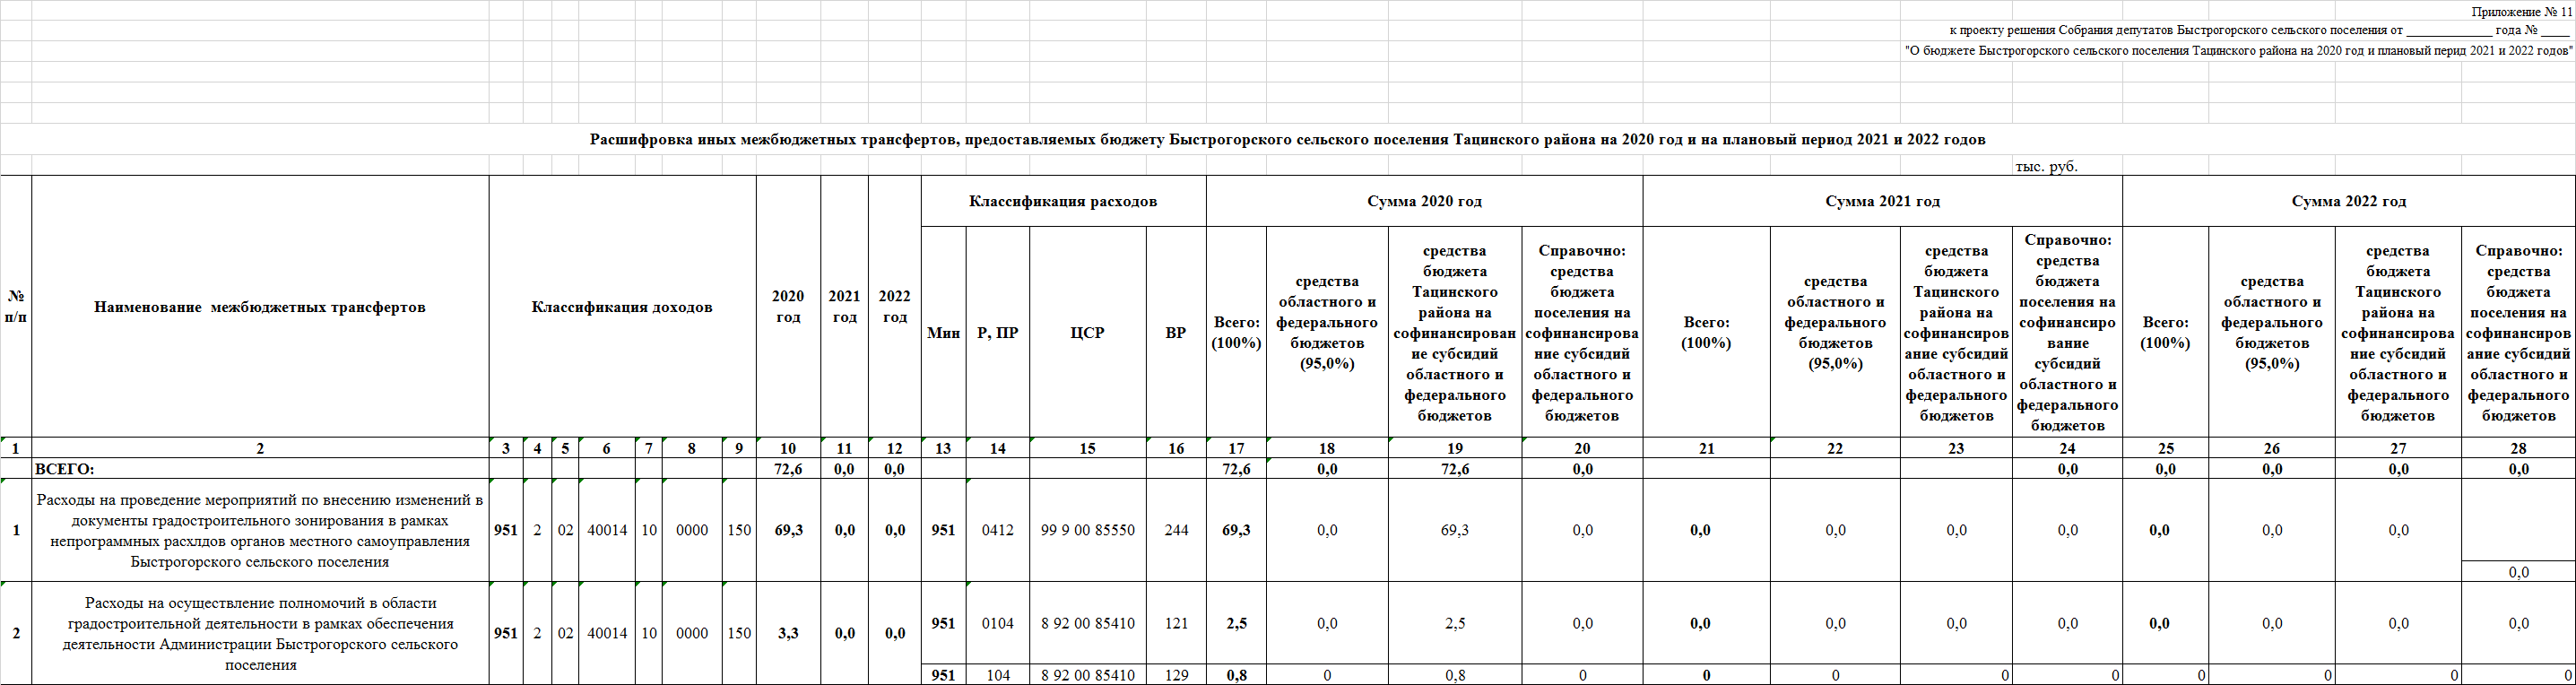 Приложение № 11
к проекту решения Собрания депутатов Быстрогорского сельского поселения от _____________ года № ____
"О бюджете Быстрогорского сельского поселения Тацинского района на 2020 год и плановый перид 2021 и 2022 годов"
Расшифровка иных межбюджетных трансфертов, предоставляемых бюджету Быстрогорского сельского поселения Тацинского района на 2020 год и на плановый период 2021 и 2022 годов
тыс. руб.
№
п/п
Наименование межбюджетных трансфертов
Классификация доходов
2020
год
2021
год
2022
год
Классификация расходов
Мин
Р, ПР
ЦСР
ВР
Сумма 2020 год
Всего:
(100%)
средства
областного и
федерального
бюджетов
(95,0%)
средства
бюджета
Тацинского
района на
софинансирован
ие субсидий
областного и
федерального
бюджетов
Справочно:
средства
бюджета
поселения на
софинансирова
ние субсидий
областного и
федерального
бюджетов
Сумма 2021 год
Всего:
(100%)
средства
областного и
федерального
бюджетов
(95,0%)
средства
бюджета
Тацинского
района на
софинансиров
ание субсидий
областного и
федерального
бюджетов
Справочно:
средства
бюджета
поселения на
софинансиро
вание
субсидий
областного и
федерального
бюджетов
Сумма 2022 год
Всего:
(100%)
средства
областного и
федерального
бюджетов
(95,0%)
средства
бюджета
Тацинского
района на
софинансирова
ние субсидий
областного и
федерального
бюджетов
Справочно:
средства
бюджета
поселения на
софинансиров
ание субсидий
областного и
федерального
бюджетов
1 2 3 4 5 6 7 8 9 10 11 12 13 14 15 16 17 18 19 20 21 22 23 24 25 26 27 28
ВСЕГО: 72,6 0,0 0,0 72,6 0,0 72,6 0,0 0,0 0,0 0,0 0,0 0,0
1
Расходы на проведение мероприятий по внесению изменений в
документы градостроительного зонирования в рамках
непрограммных расхлдов органов местного самоуправления
Быстрогорского сельского поселения
951 2 02 40014 10 0000 150 69,3 0,0 0,0 951 0412 99 9 00 85550 244 69,3 0,0 69,3 0,0 0,0 0,0 0,0 0,0 0,0 0,0 0,0
0,0
2
Расходы на осуществление полномочий в области
градостроительной деятельности в рамках обеспечения
деятельности Администрации Быстрогорского сельского
поселения
951 2 02 40014 10 0000 150 3,3 0,0 0,0 951 0104 8 92 00 85410 121 2,5 0,0 2,5 0,0 0,0 0,0 0,0 0,0 0,0 0,0 0,0 0,0
951 104 8 92 00 85410 129 0,8 0 0,8 0 0 0 0 0 0 0 0 0